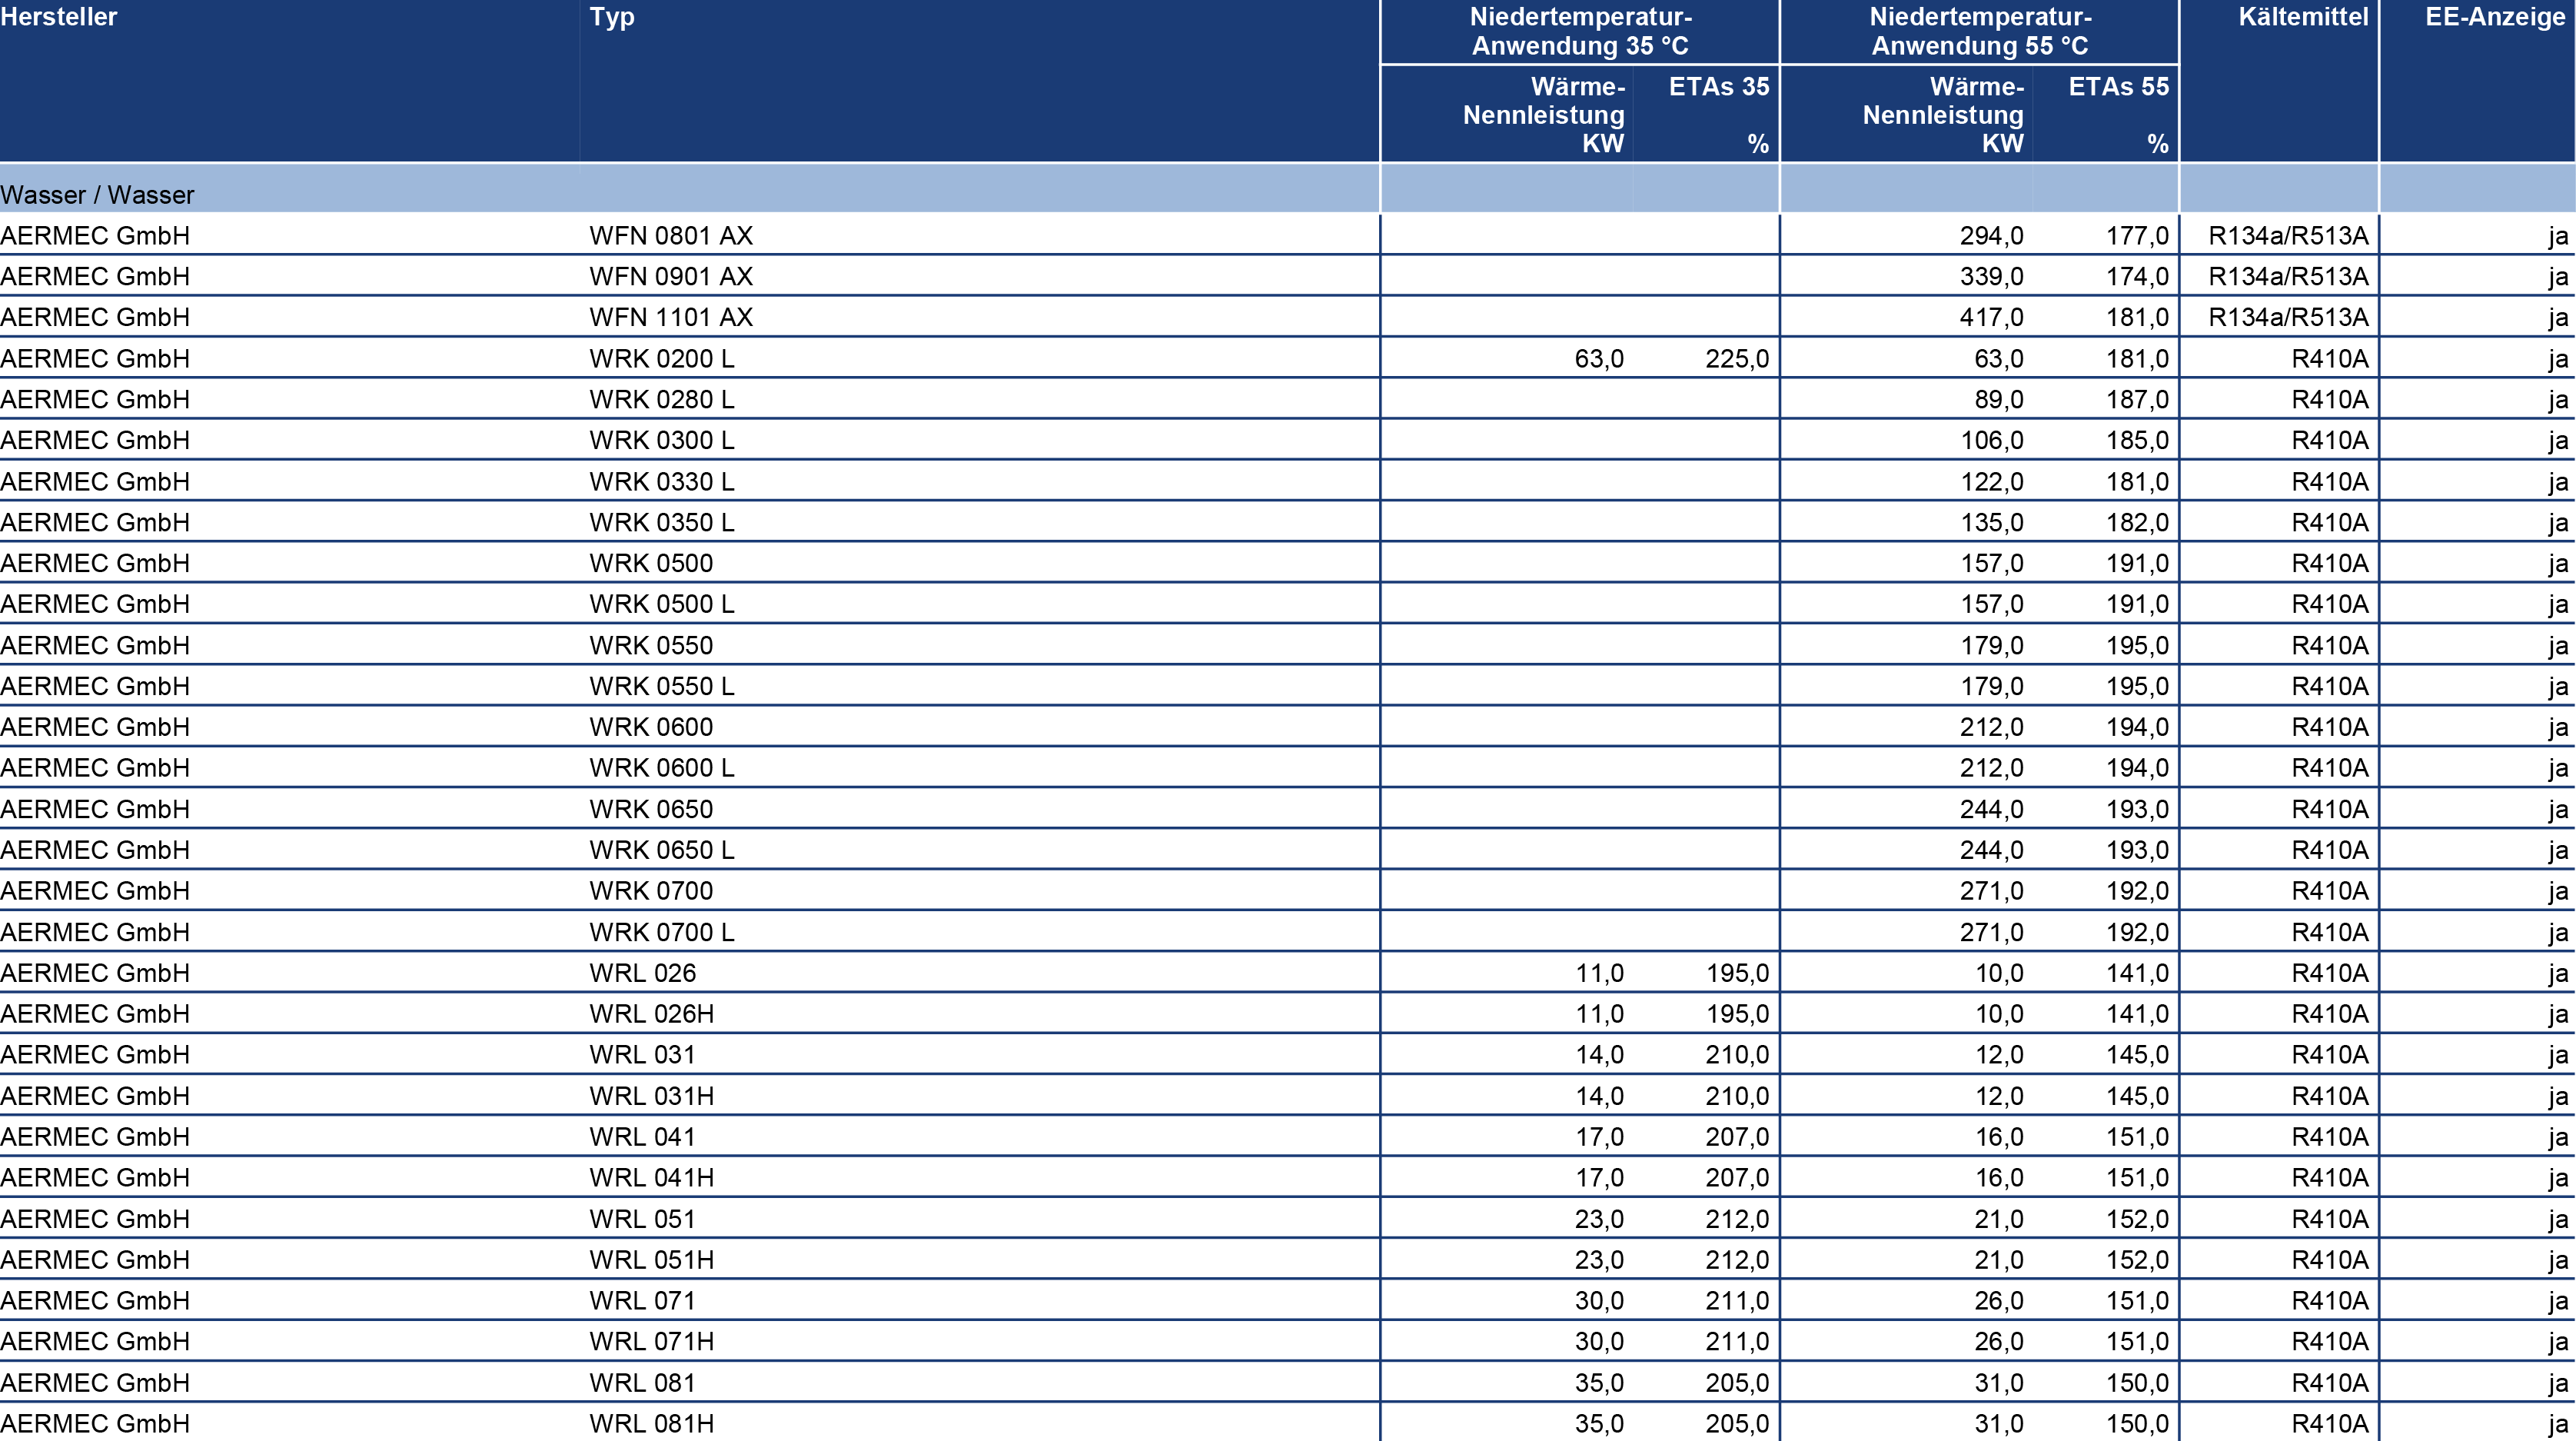 Hersteller Typ Niedertemperatur- Niedertemperatur- Kältemittel EE-Anzeige
Anwendung 35 °C Anwendung 55 °C
Wärme- ETAs 35 Wärme- ETAs 55
Nennleistung Nennleistung
KW % KW %
Wasser / Wasser
AERMEC GmbH WFN 0801 AX 294,0 177,0 R134a/R513A ja
AERMEC GmbH WFN 0901 AX 339,0 174,0 R134a/R513A ja
AERMEC GmbH WFN 1101 AX 417,0 181,0 R134a/R513A ja
AERMEC GmbH WRK 0200 L 63,0 225,0 63,0 181,0 R410A ja
AERMEC GmbH WRK 0280 L 89,0 187,0 R410A ja
AERMEC GmbH WRK 0300 L 106,0 185,0 R410A ja
AERMEC GmbH WRK 0330 L 122,0 181,0 R410A ja
AERMEC GmbH WRK 0350 L 135,0 182,0 R410A ja
AERMEC GmbH WRK 0500 157,0 191,0 R410A ja
AERMEC GmbH WRK 0500 L 157,0 191,0 R410A ja
AERMEC GmbH WRK 0550 179,0 195,0 R410A ja
AERMEC GmbH WRK 0550 L 179,0 195,0 R410A ja
AERMEC GmbH WRK 0600 212,0 194,0 R410A ja
AERMEC GmbH WRK 0600 L 212,0 194,0 R410A ja
AERMEC GmbH WRK 0650 244,0 193,0 R410A ja
AERMEC GmbH WRK 0650 L 244,0 193,0 R410A ja
AERMEC GmbH WRK 0700 271,0 192,0 R410A ja
AERMEC GmbH WRK 0700 L 271,0 192,0 R410A ja
AERMEC GmbH WRL 026 11,0 195,0 10,0 141,0 R410A ja
AERMEC GmbH WRL 026H 11,0 195,0 10,0 141,0 R410A ja
AERMEC GmbH WRL 031 14,0 210,0 12,0 145,0 R410A ja
AERMEC GmbH WRL 031H 14,0 210,0 12,0 145,0 R410A ja
AERMEC GmbH WRL 041 17,0 207,0 16,0 151,0 R410A ja
AERMEC GmbH WRL 041H 17,0 207,0 16,0 151,0 R410A ja
AERMEC GmbH WRL 051 23,0 212,0 21,0 152,0 R410A ja
AERMEC GmbH WRL 051H 23,0 212,0 21,0 152,0 R410A ja
AERMEC GmbH WRL 071 30,0 211,0 26,0 151,0 R410A ja
AERMEC GmbH WRL 071H 30,0 211,0 26,0 151,0 R410A ja
AERMEC GmbH WRL 081 35,0 205,0 31,0 150,0 R410A ja
AERMEC GmbH WRL 081H 35,0 205,0 31,0 150,0 R410A ja